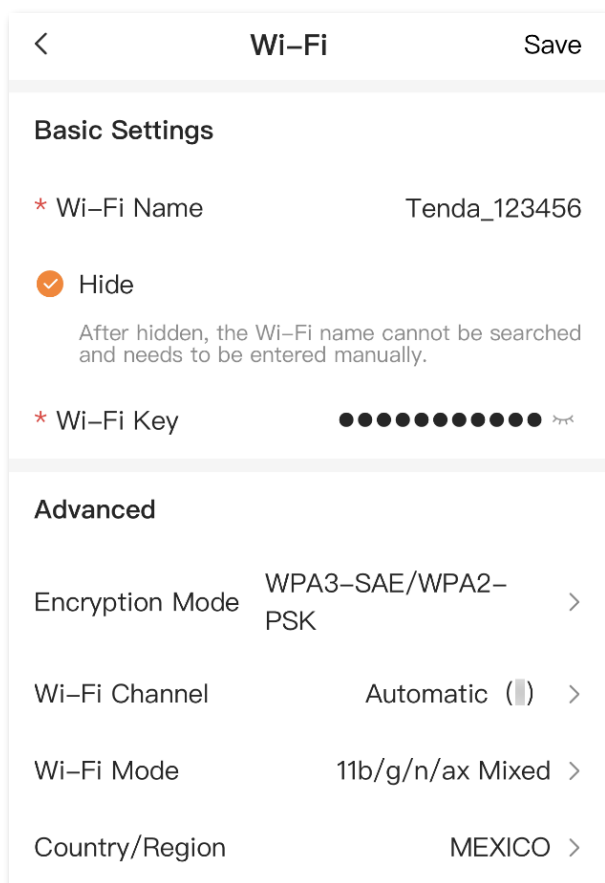 Wi-Fi
Save
Basic Settings
* Wi-Fi Name
Tenda_123456
Hide
After hidden, the Wi-Fi name cannot be searched
and needs to be entered manually.
* Wi-Fi Key
●●●●●●●●●●●
Advanced
Encryption Mode
WPA3-SAE/WPA2-
PSK
Wi-Fi Channel
Automatic ( )
Wi-Fi Mode
11b/g/n/ax Mixed
Country/Region
MEXICO